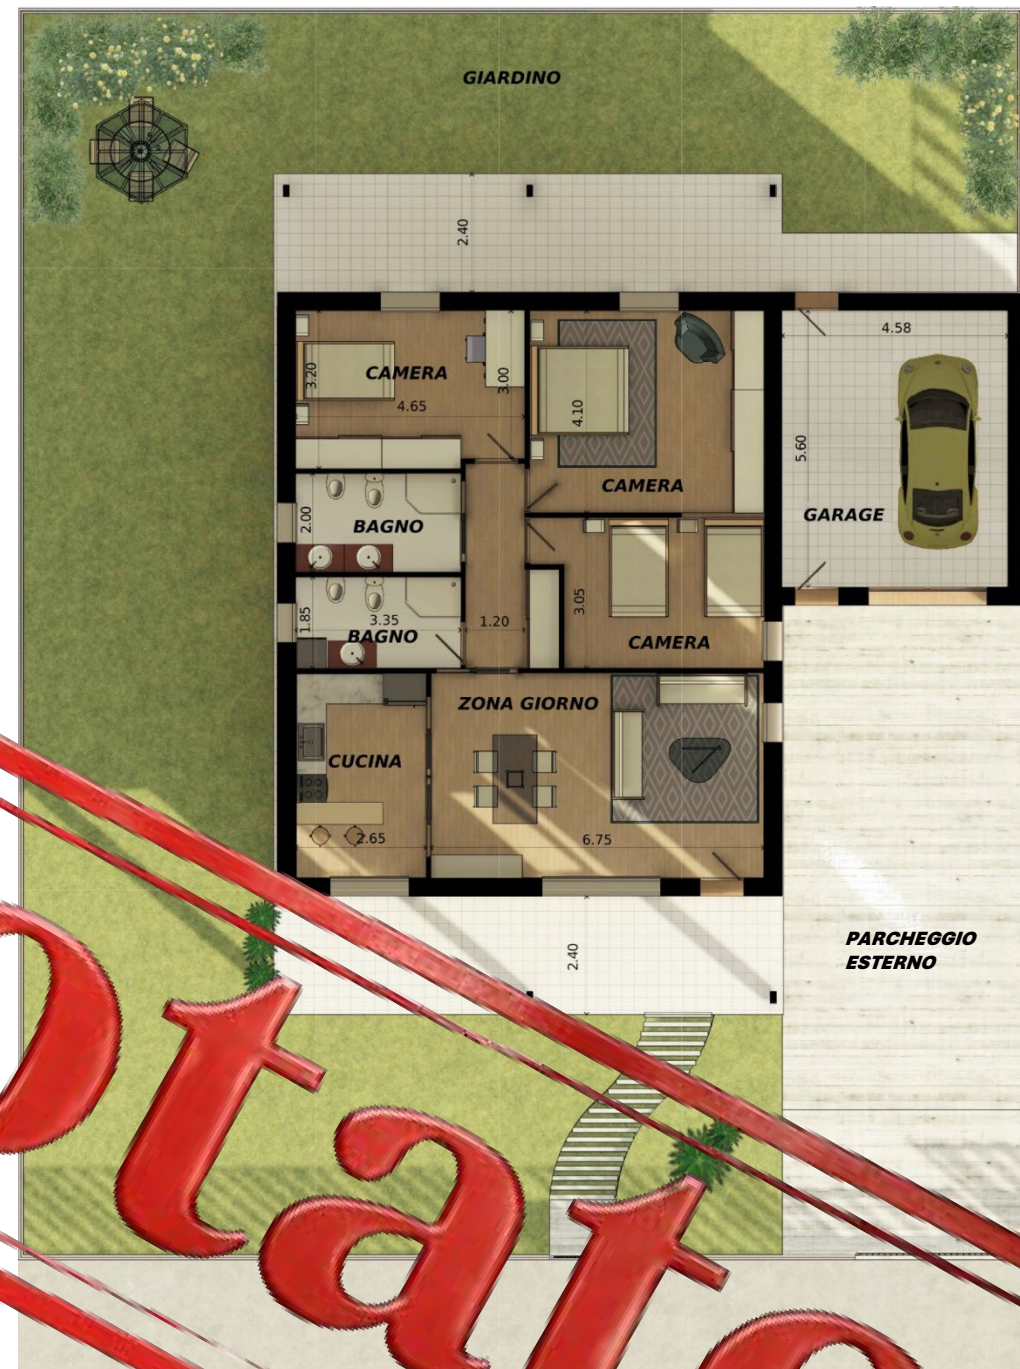 GIARDINO
2.40
4.58
3.20
CAMERA
3.00
4.65
4.10
5.60
CAMERA
GARAGE
2.00
BAGNO
3.05
1.85
3.35
1.20
BAGNO
CAMERA
ZONA GIORNO
CUCINA
2.65
6.75
PARCHEGGIO
ESTERNO
2.40